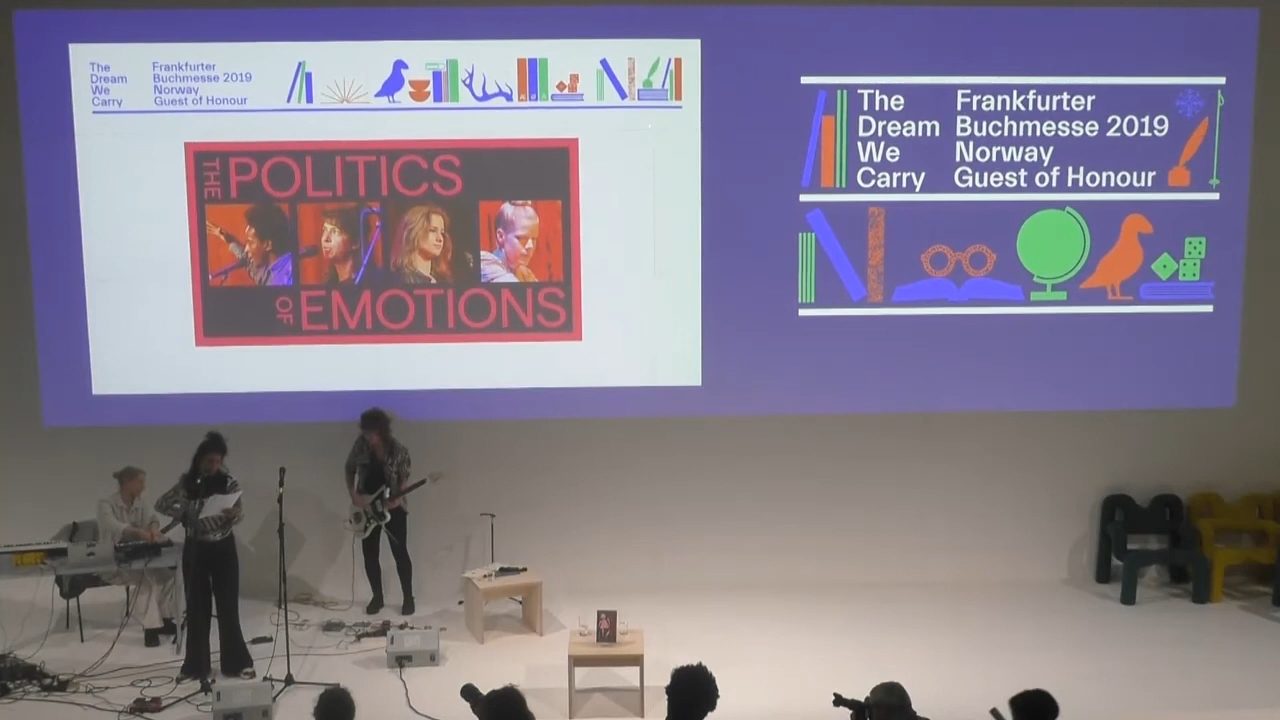 The Dream We Carry
Frankfurter Buchmesse 2019 Norway Guest of Honour
THE POLITICS
OF EMOTIONS
The Dream We Carry
Frankfurter Buchmesse 2019 Norway Guest of Honour